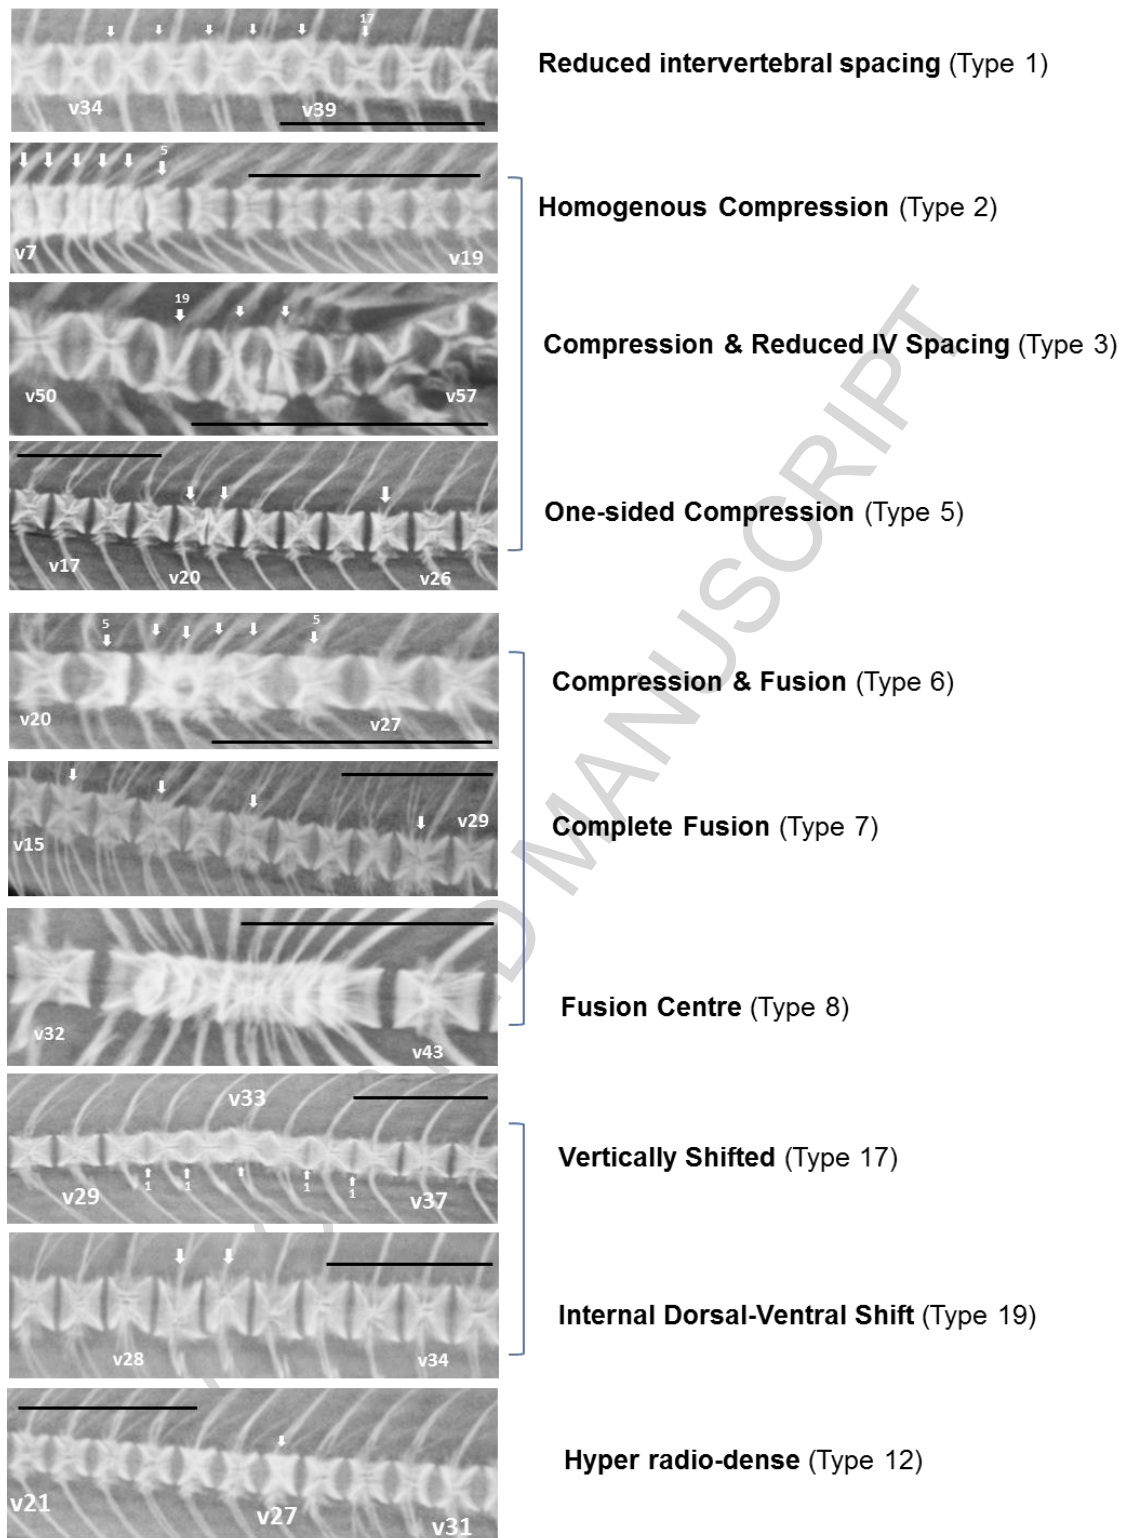 17
Reduced intervertebral spacing (Type 1)
v34
v39
5
Homogenous Compression (Type 2)
v7
v19
19
Compression & Reduced IV Spacing (Type 3)
v50
v57
One-sided Compression (Type 5)
v17
v20
v26
5
5
Compression & Fusion (Type 6)
v20
v27
v29
Complete Fusion (Type 7)
v15
Fusion Centre (Type 8)
v32
v43
v33
Vertically Shifted (Type 17)
1
1
1
1
v29
v37
Internal Dorsal-Ventral Shift (Type 19)
v28
v34
Hyper radio-dense (Type 12)
v21
v27
v31
D MANUSCRIPT